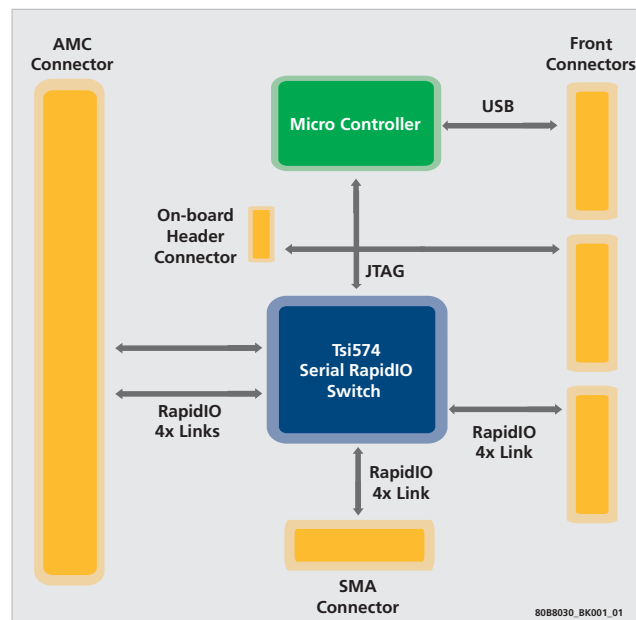 AMC
Connector
Front
Connectors
Micro Controller
USB
On-board
Header
Connector
JTAG
Tsi574
Serial RapidIO
Switch
RapidIO
4x Links
RapidIO
4x Link
RapidIO
4x Link
SMA
Connector
80B8030_BK001_01